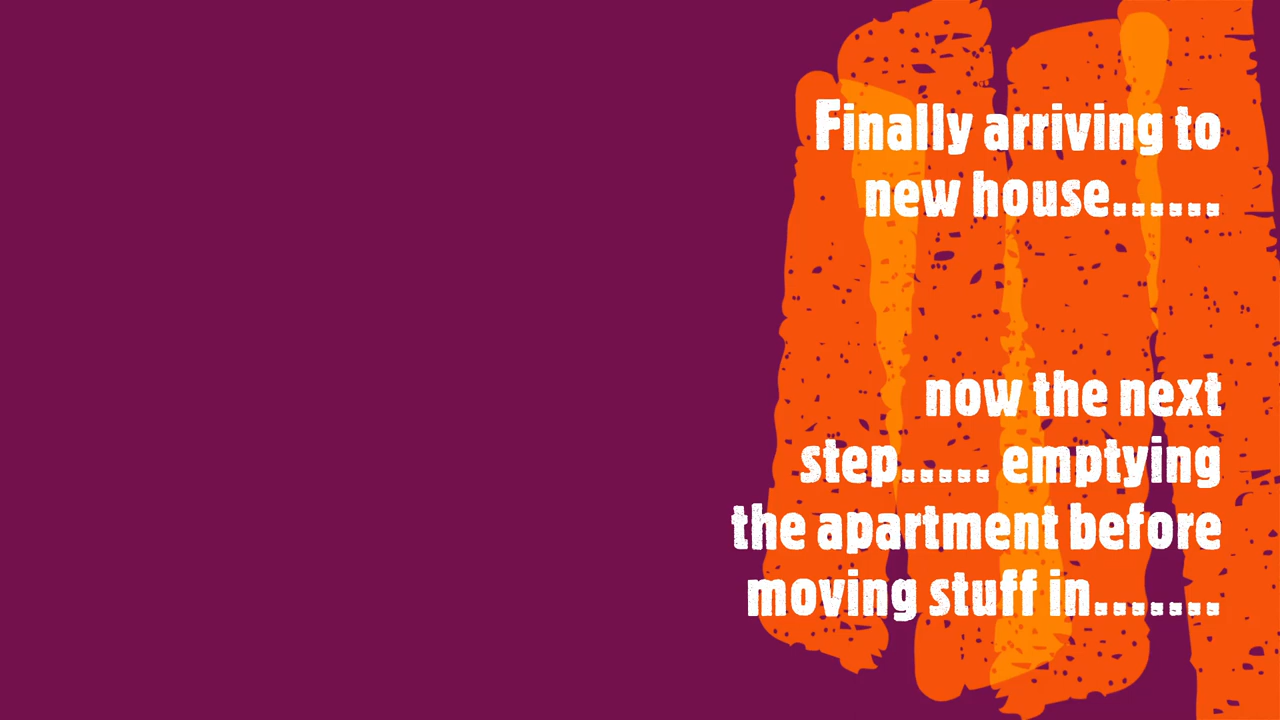 Finally arriving to
new house......
now the next
step..... emptying
the apartment before
moving stuff in.......